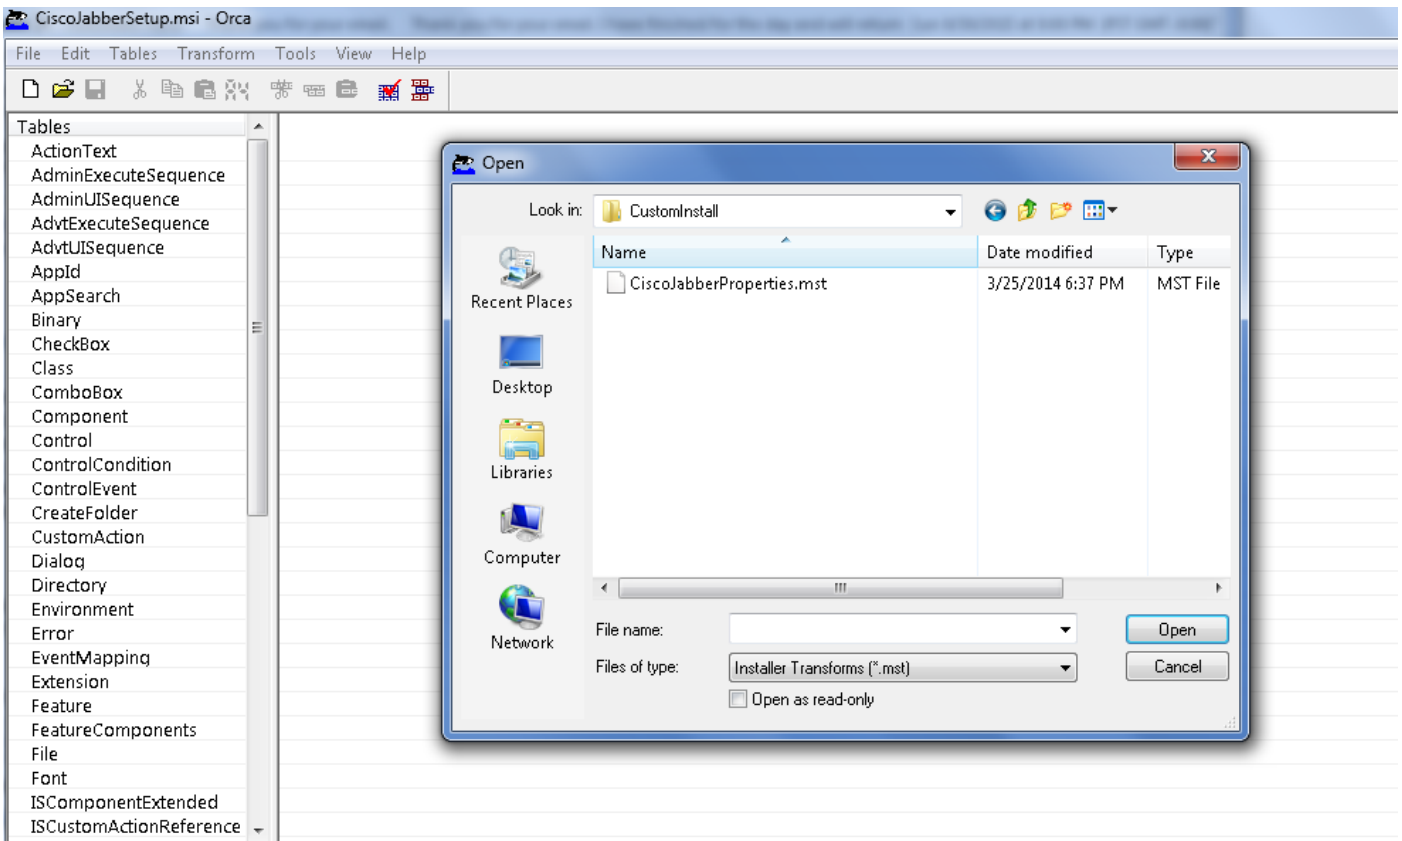 CiscoJabberSetup.msi - Orca
File Edit Tables Transform Tools View Help
Tables
ActionText
AdminExecuteSequence
AdminUISequence
AdvtExecuteSequence
AdvtUISequence
AppId
AppSearch
Binary
CheckBox
Class
ComboBox
Component
Control
ControlCondition
ControlEvent
CreateFolder
CustomAction
Dialog
Directory
Environment
Error
EventMapping
Extension
Feature
FeatureComponents
File
Font
ISComponentExtended
ISCustomActionReference
Open
Look in: CustomInstall
Name Date modified Type
CiscoJabberProperties.mst 3/25/2014 6:37 PM MST File
Recent Places
Desktop
Libraries
Computer
Network
File name: Open
Files of type: Installer Transforms (*.mst) Cancel
Open as read-only